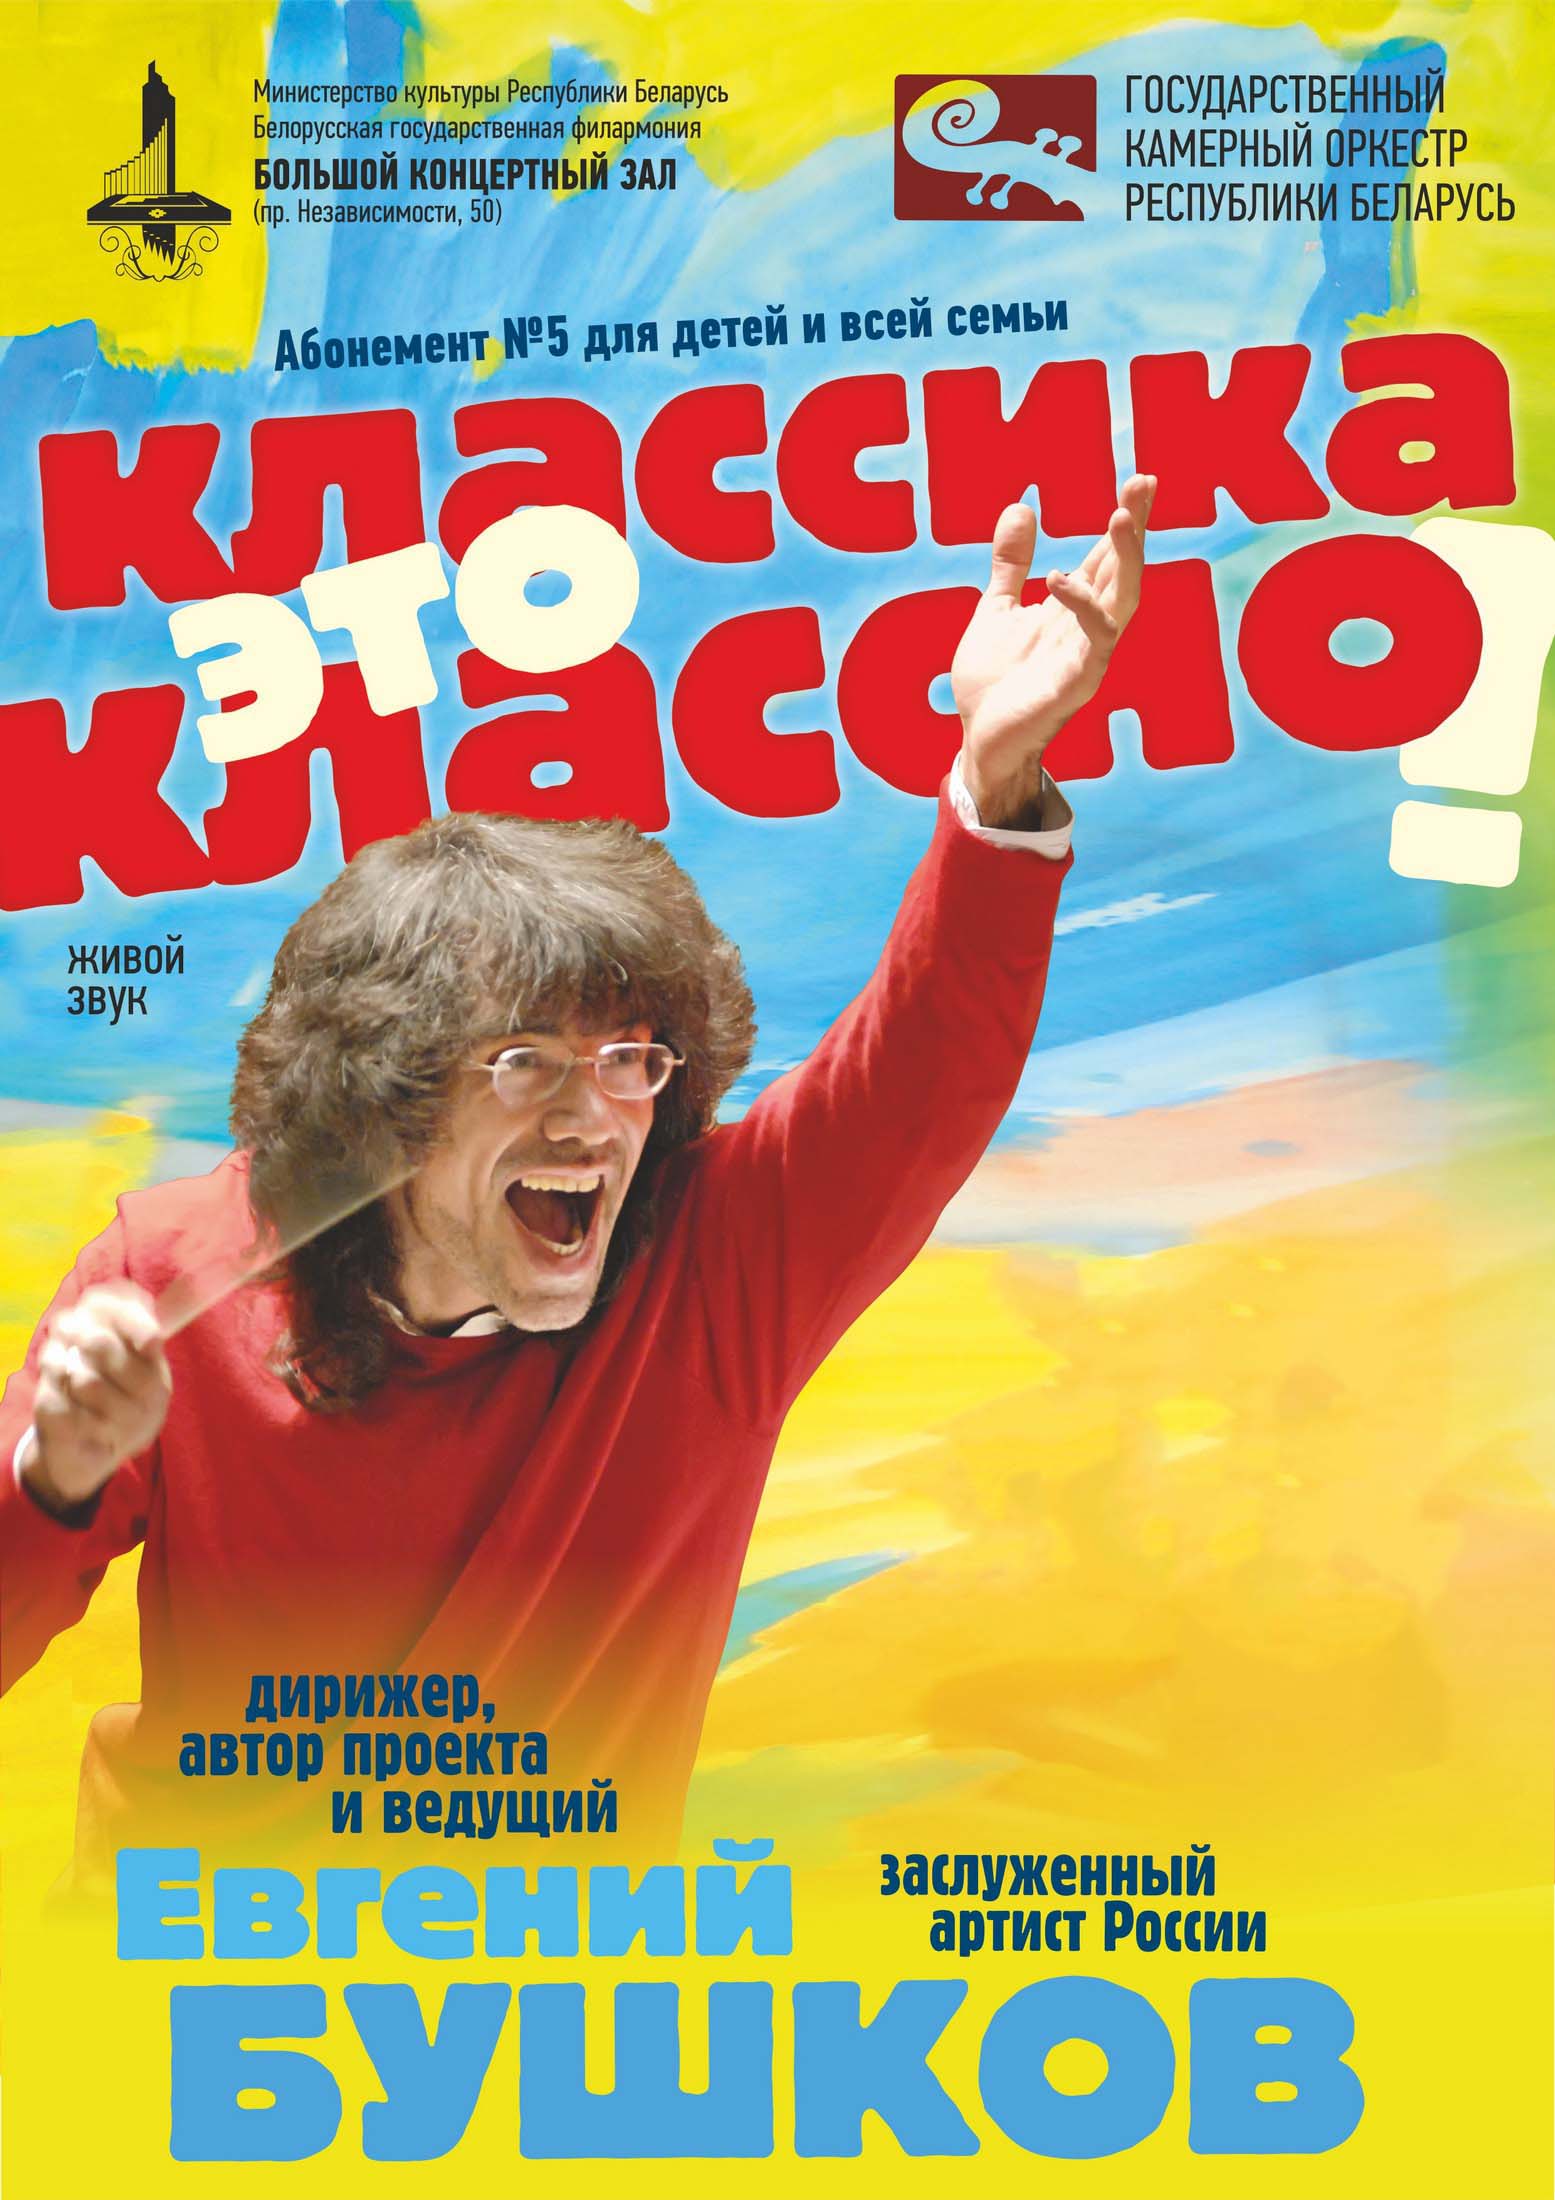 Министерство культуры Республики Беларусь
Белорусская государственная филармония
БОЛЬШОЙ КОНЦЕРТНЫЙ ЗАЛ
(пр. Независимости, 50)
ГОСУДАРСТВЕННЫЙ
КАМЕРНЫЙ ОРКЕСТР
РЕСПУБЛИКИ БЕЛАРУСЬ
Абонемент №5 для детей и всей семьи
классика
это
классно!
живой
звук
дирижер,
автор проекта
и ведущий
Евгений
заслуженный
артист России
БУШКОВ